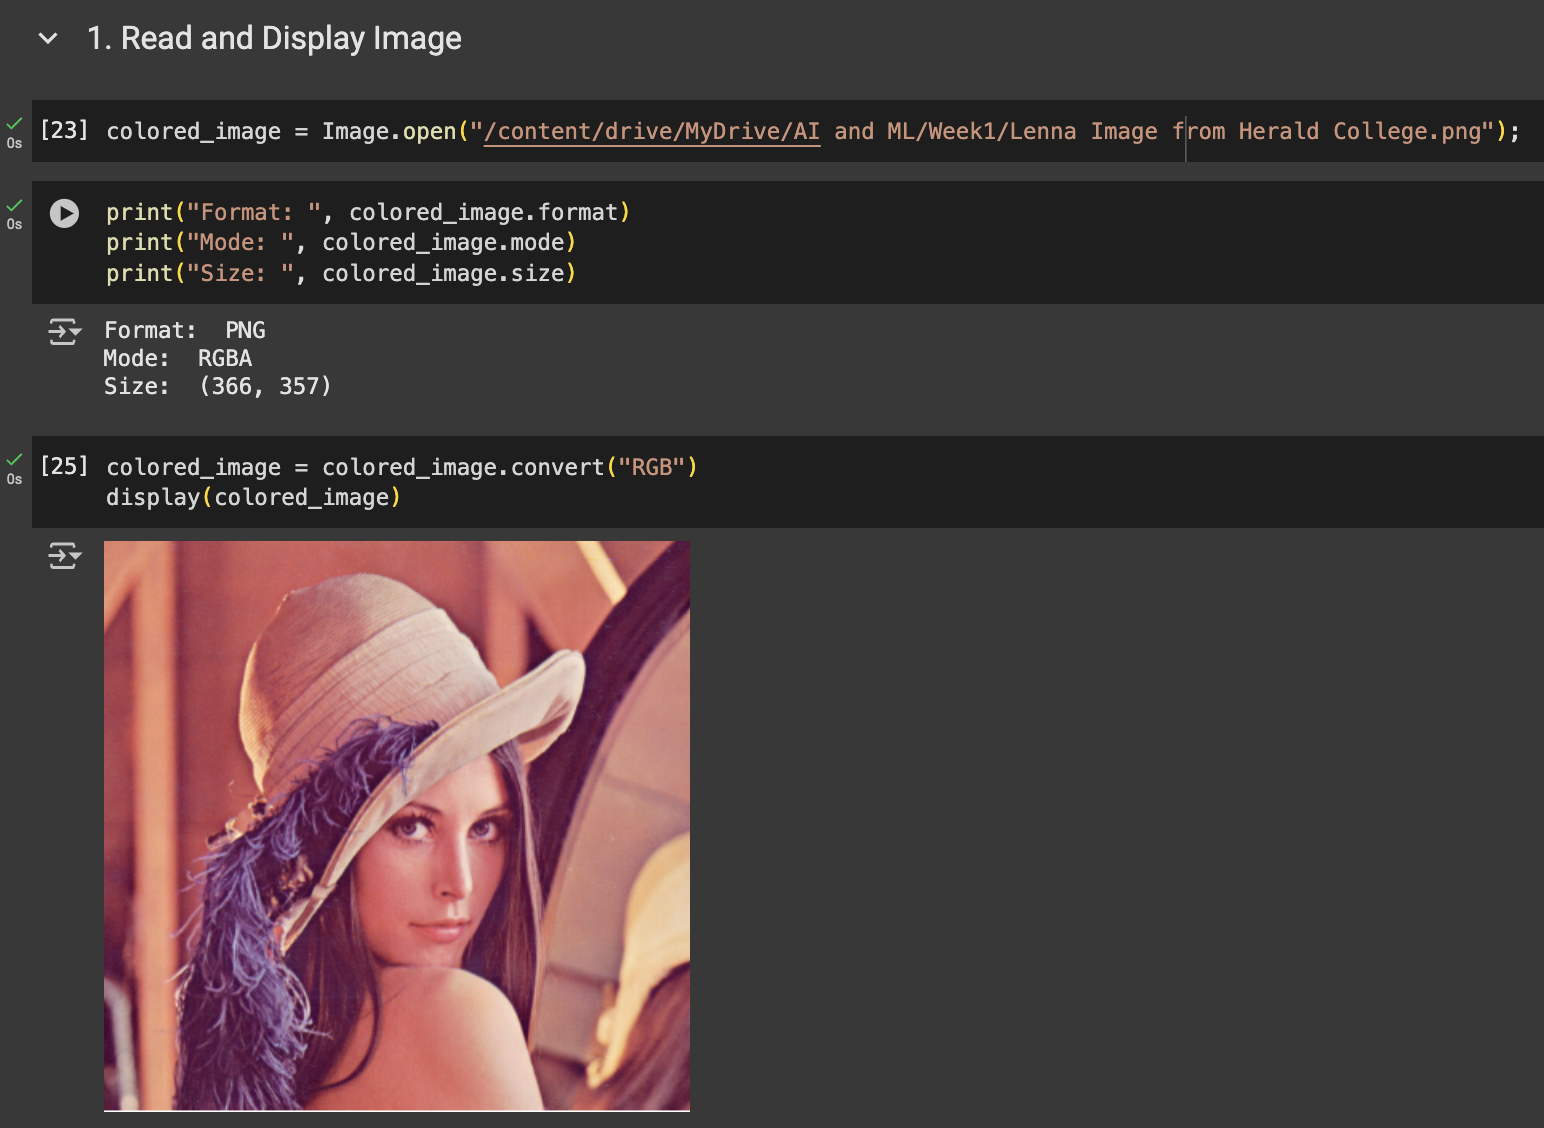 1. Read and Display Image
[23] colored_image = Image.open("/content/drive/MyDrive/AI and ML/Week1/Lenna Image from Herald College.png");
0s
print("Format: ", colored_image.format)
0s
print("Mode: ", colored_image.mode)
print("Size: ", colored_image.size)
Format:  PNG
Mode:  RGBA
Size:  (366, 357)
[25] colored_image = colored_image.convert("RGB")
0s
display(colored_image)